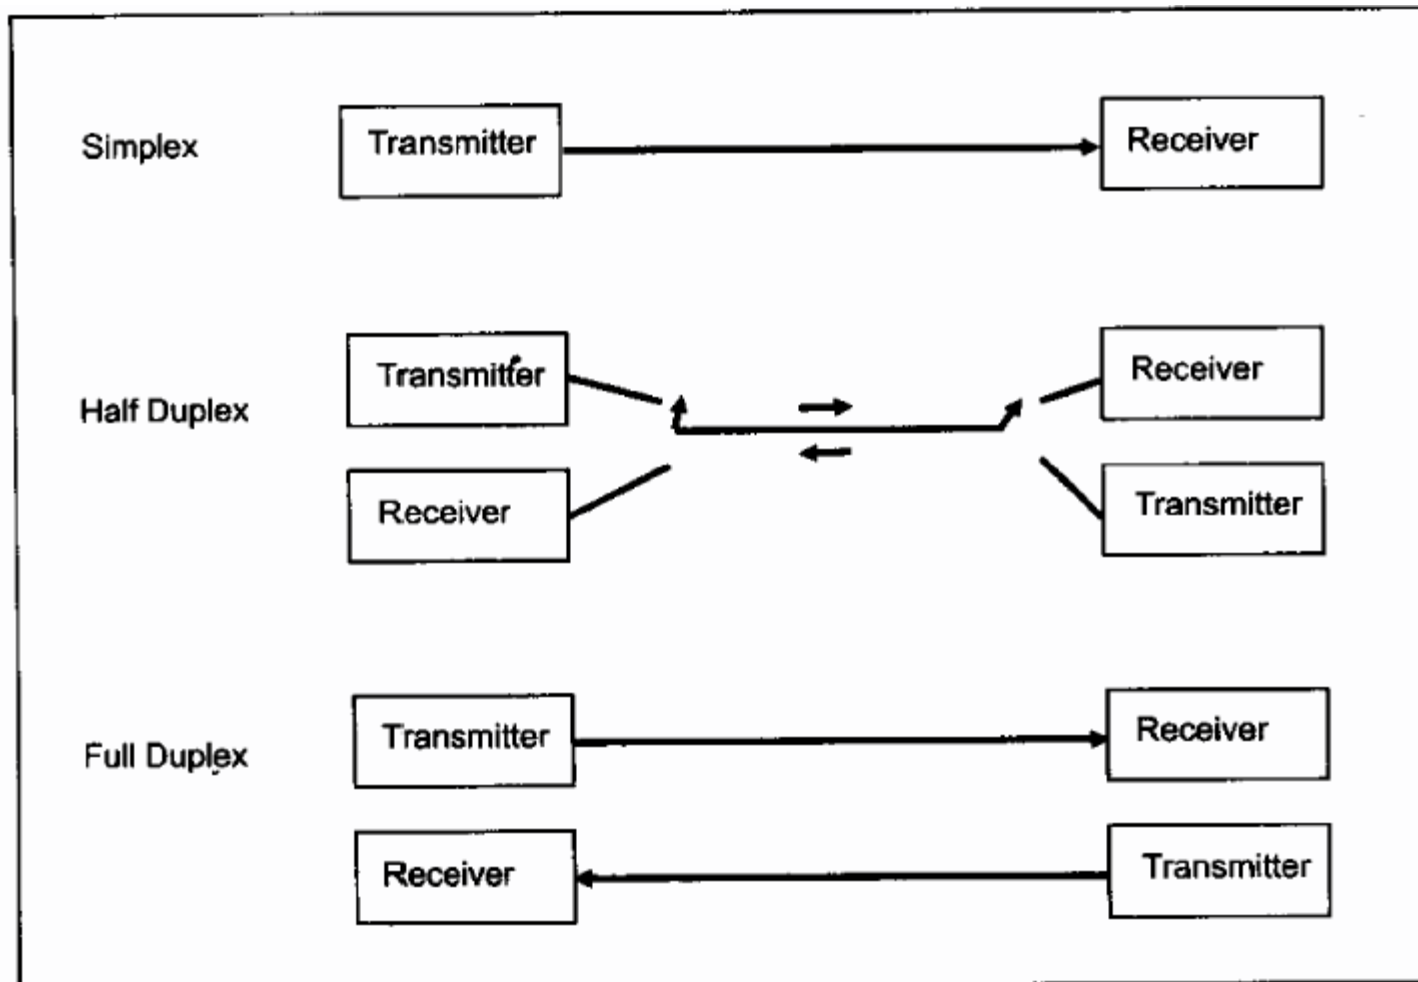 Simplex
Transmitter
Receiver
Half Duplex
Transmitter
Receiver
Receiver
Transmitter
Full Duplex
Transmitter
Receiver
Receiver
Transmitter